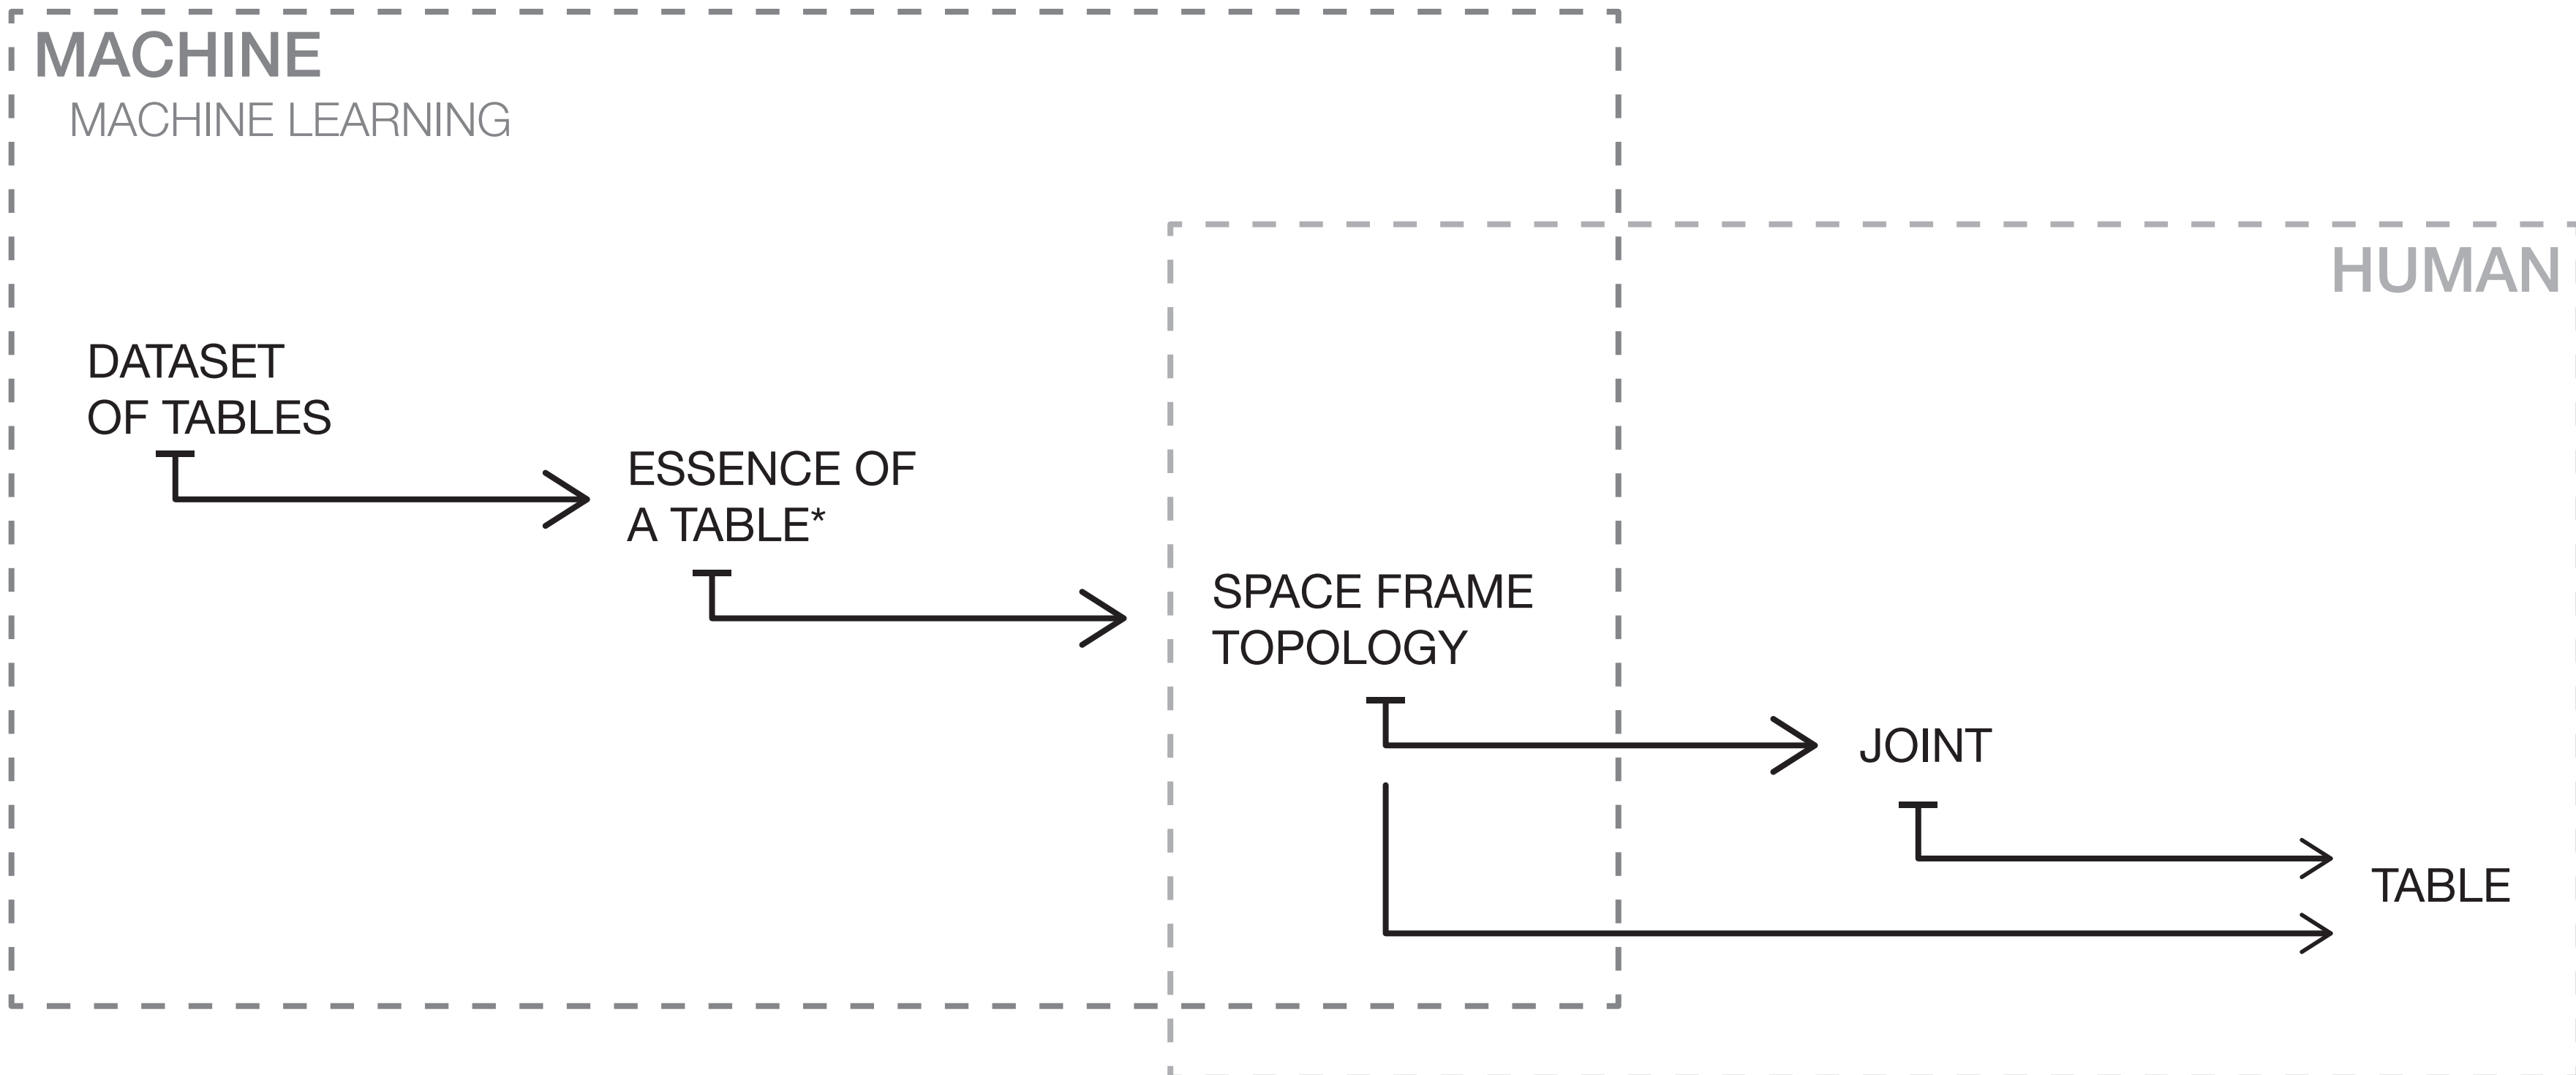 MACHINE
MACHINE LEARNING
HUMAN
DATASET
OF TABLES
ESSENCE OF
A TABLE*
SPACE FRAME
TOPOLOGY
JOINT
TABLE